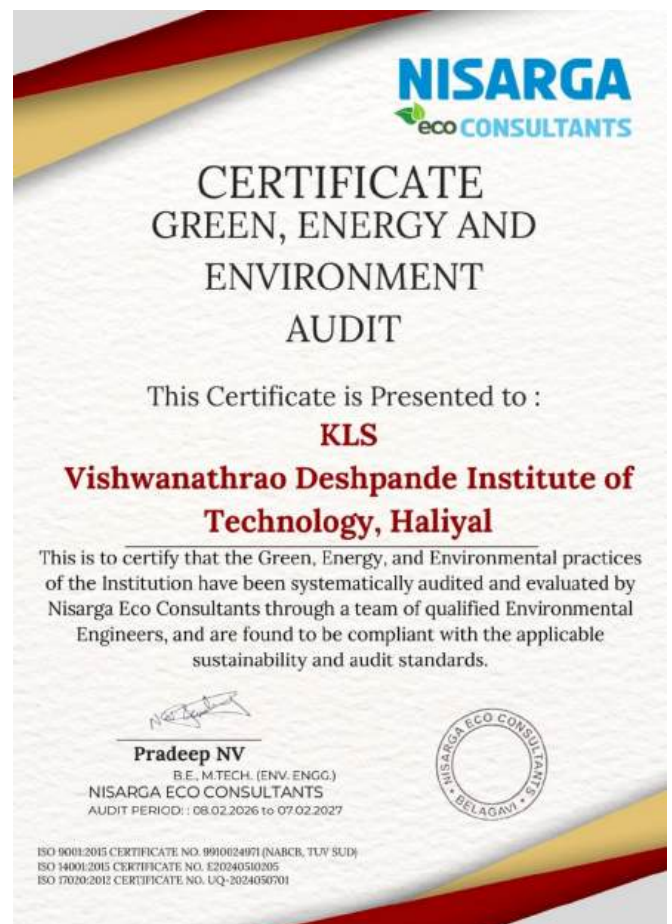 NISARGA
eco CONSULTANTS
CERTIFICATE
GREEN, ENERGY AND
ENVIRONMENT
AUDIT
This Certificate is Presented to :
KLS
Vishwanathrao Deshpande Institute of
Technology, Haliyal
This is to certify that the Green, Energy, and Environmental practices
of the Institution have been systematically audited and evaluated by
Nisarga Eco Consultants through a team of qualified Environmental
Engineers, and are found to be compliant with the applicable
sustainability and audit standards.
Pradeep NV
B.E., M.TECH. (ENV. ENGG.)
NISARGA ECO CONSULTANTS
AUDIT PERIOD: : 08.02.2026 to 07.02.2027
NISARGA ECO CONSULTANTS
BELAGAVI
ISO 9001:2015 CERTIFICATE NO. 9910024971 (NABCB, TUV SUD)
ISO 14001:2015 CERTIFICATE NO. E20240510205
ISO 17020:2012 CERTIFICATE NO. UQ-2024050701